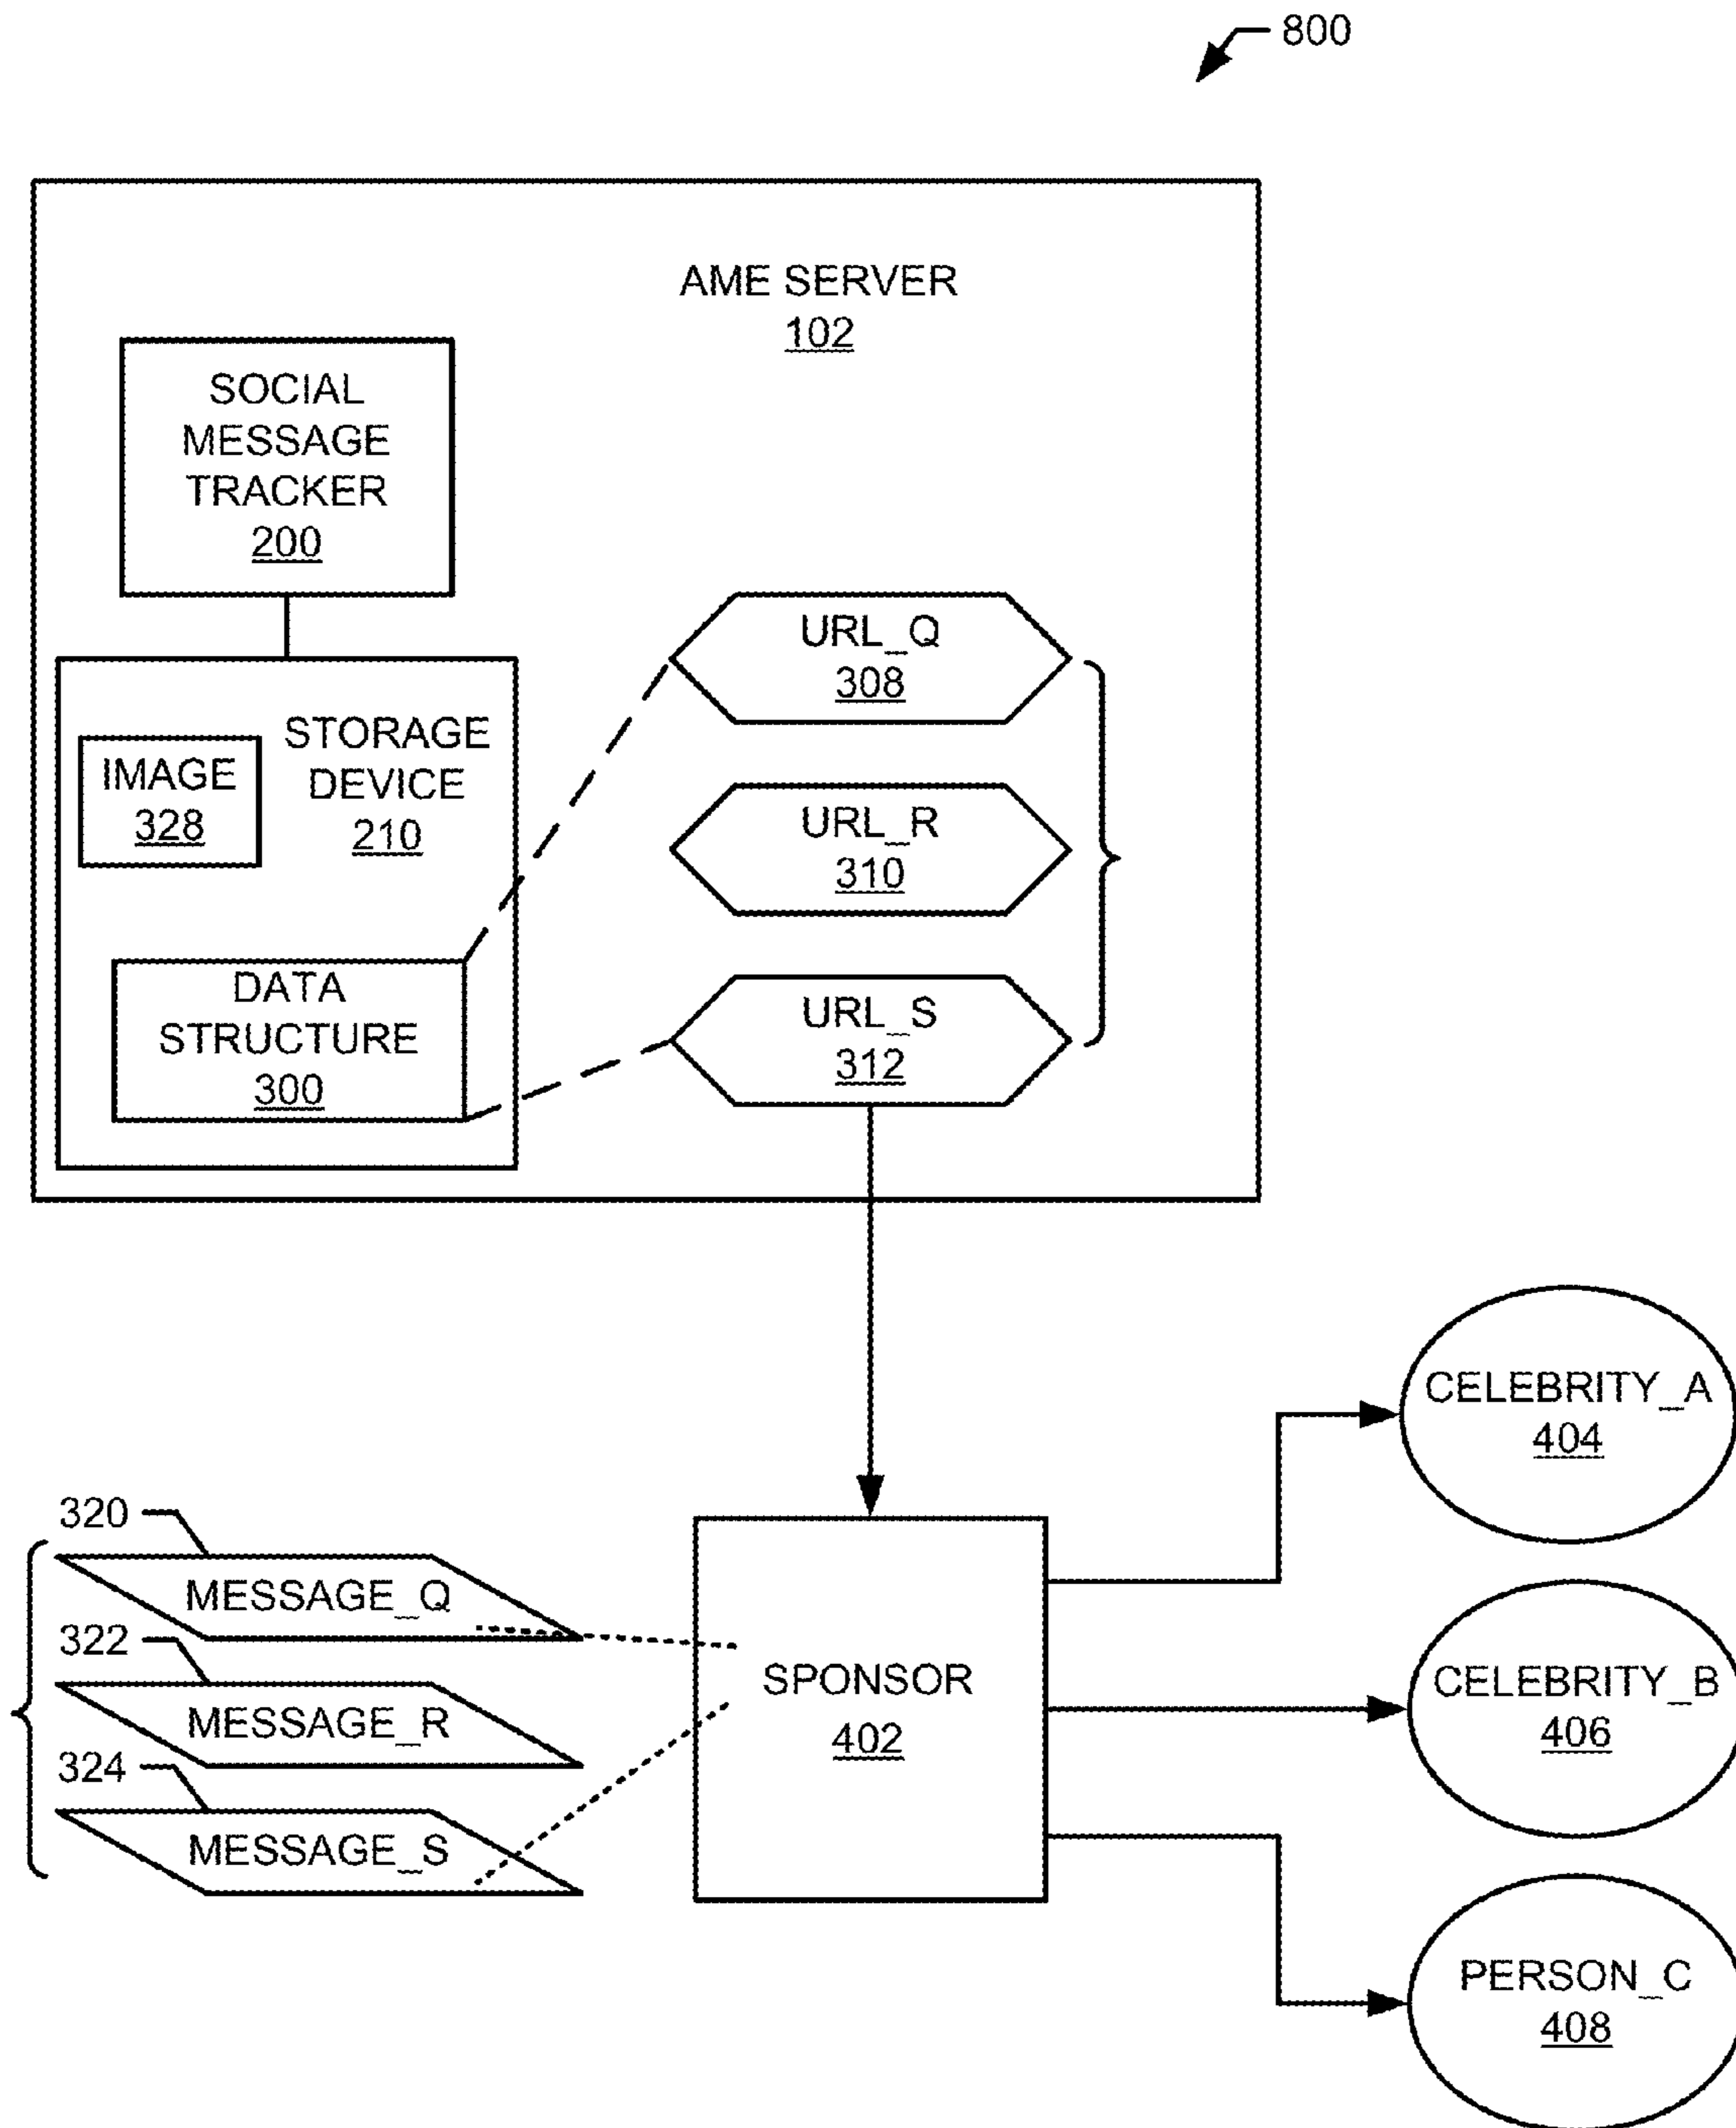 800
AME SERVER
102
SOCIAL
MESSAGE
TRACKER
200
STORAGE
DEVICE
210
IMAGE
328
DATA
STRUCTURE
300
URL_Q
308
URL_R
310
URL_S
312
320
MESSAGE_Q
322
MESSAGE_R
324
MESSAGE_S
SPONSOR
402
CELEBRITY_A
404
CELEBRITY_B
406
PERSON_C
408